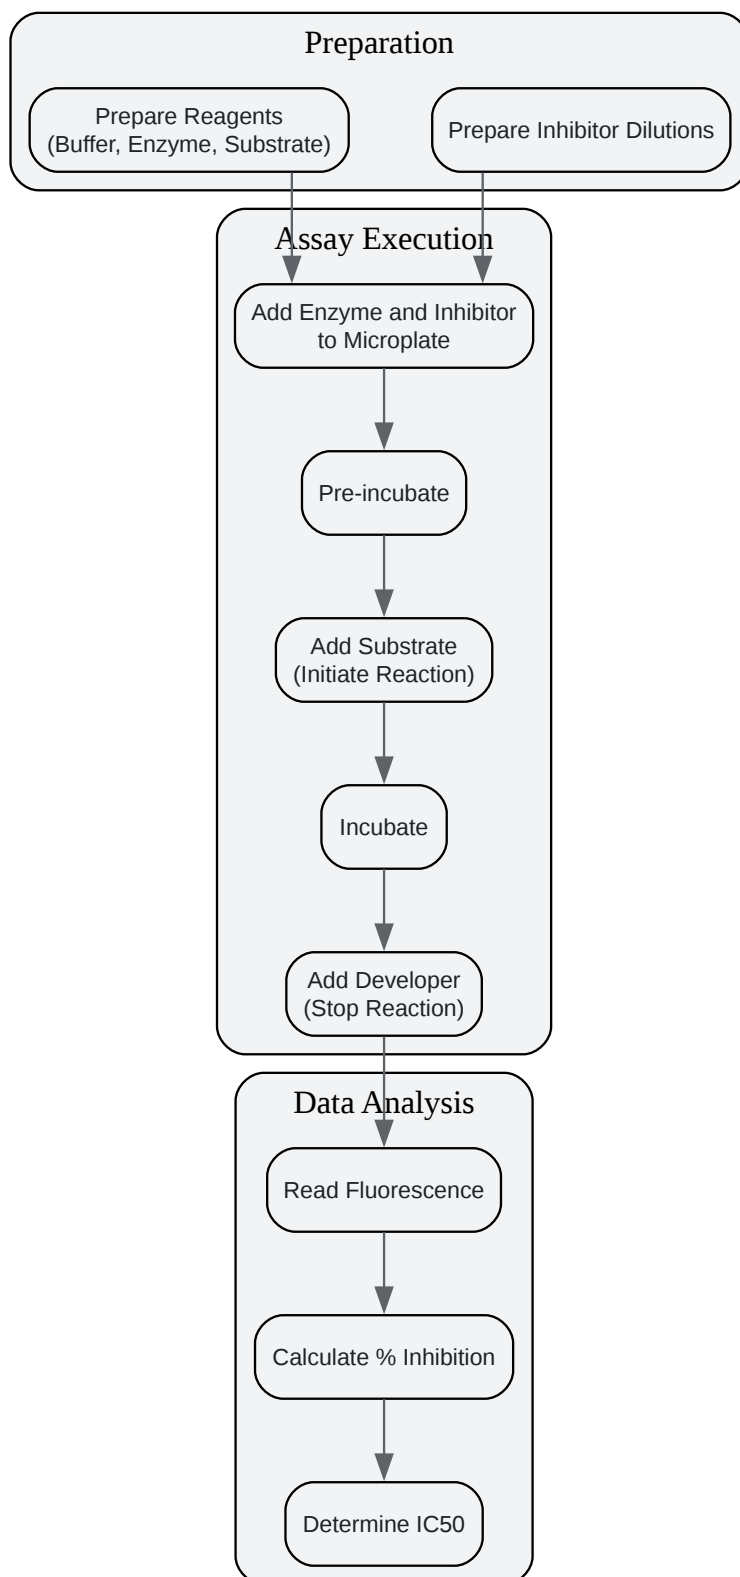 Preparation
Prepare Reagents
(Buffer, Enzyme, Substrate)
Prepare Inhibitor Dilutions
Assay Execution
Add Enzyme and Inhibitor
to Microplate
Pre-incubate
Add Substrate
(Initiate Reaction)
Incubate
Add Developer
(Stop Reaction)
Data Analysis
Read Fluorescence
Calculate % Inhibition
Determine IC50